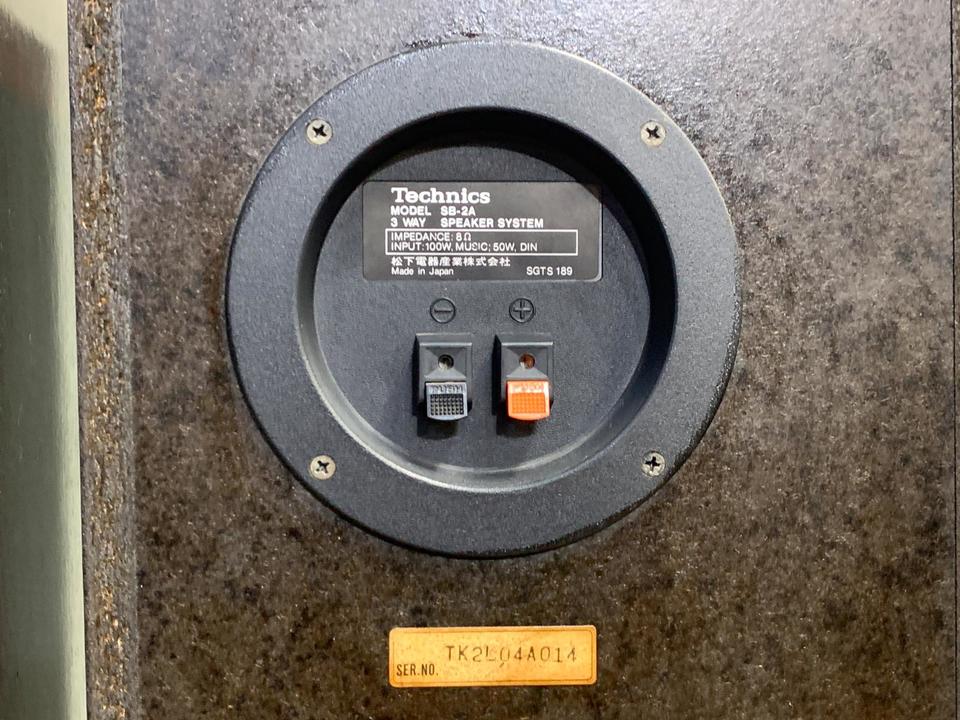 Technics
MODEL SB-2A
3 WAY SPEAKER SYSTEM
IMPEDANCE: 8Ω
INPUT:100W, MUSIC; 50W, DIN
松下電器産業株式会社
Made in Japan SGTS 189
⊖ ⊕
PUSH
SER.NO. TK2L04A014